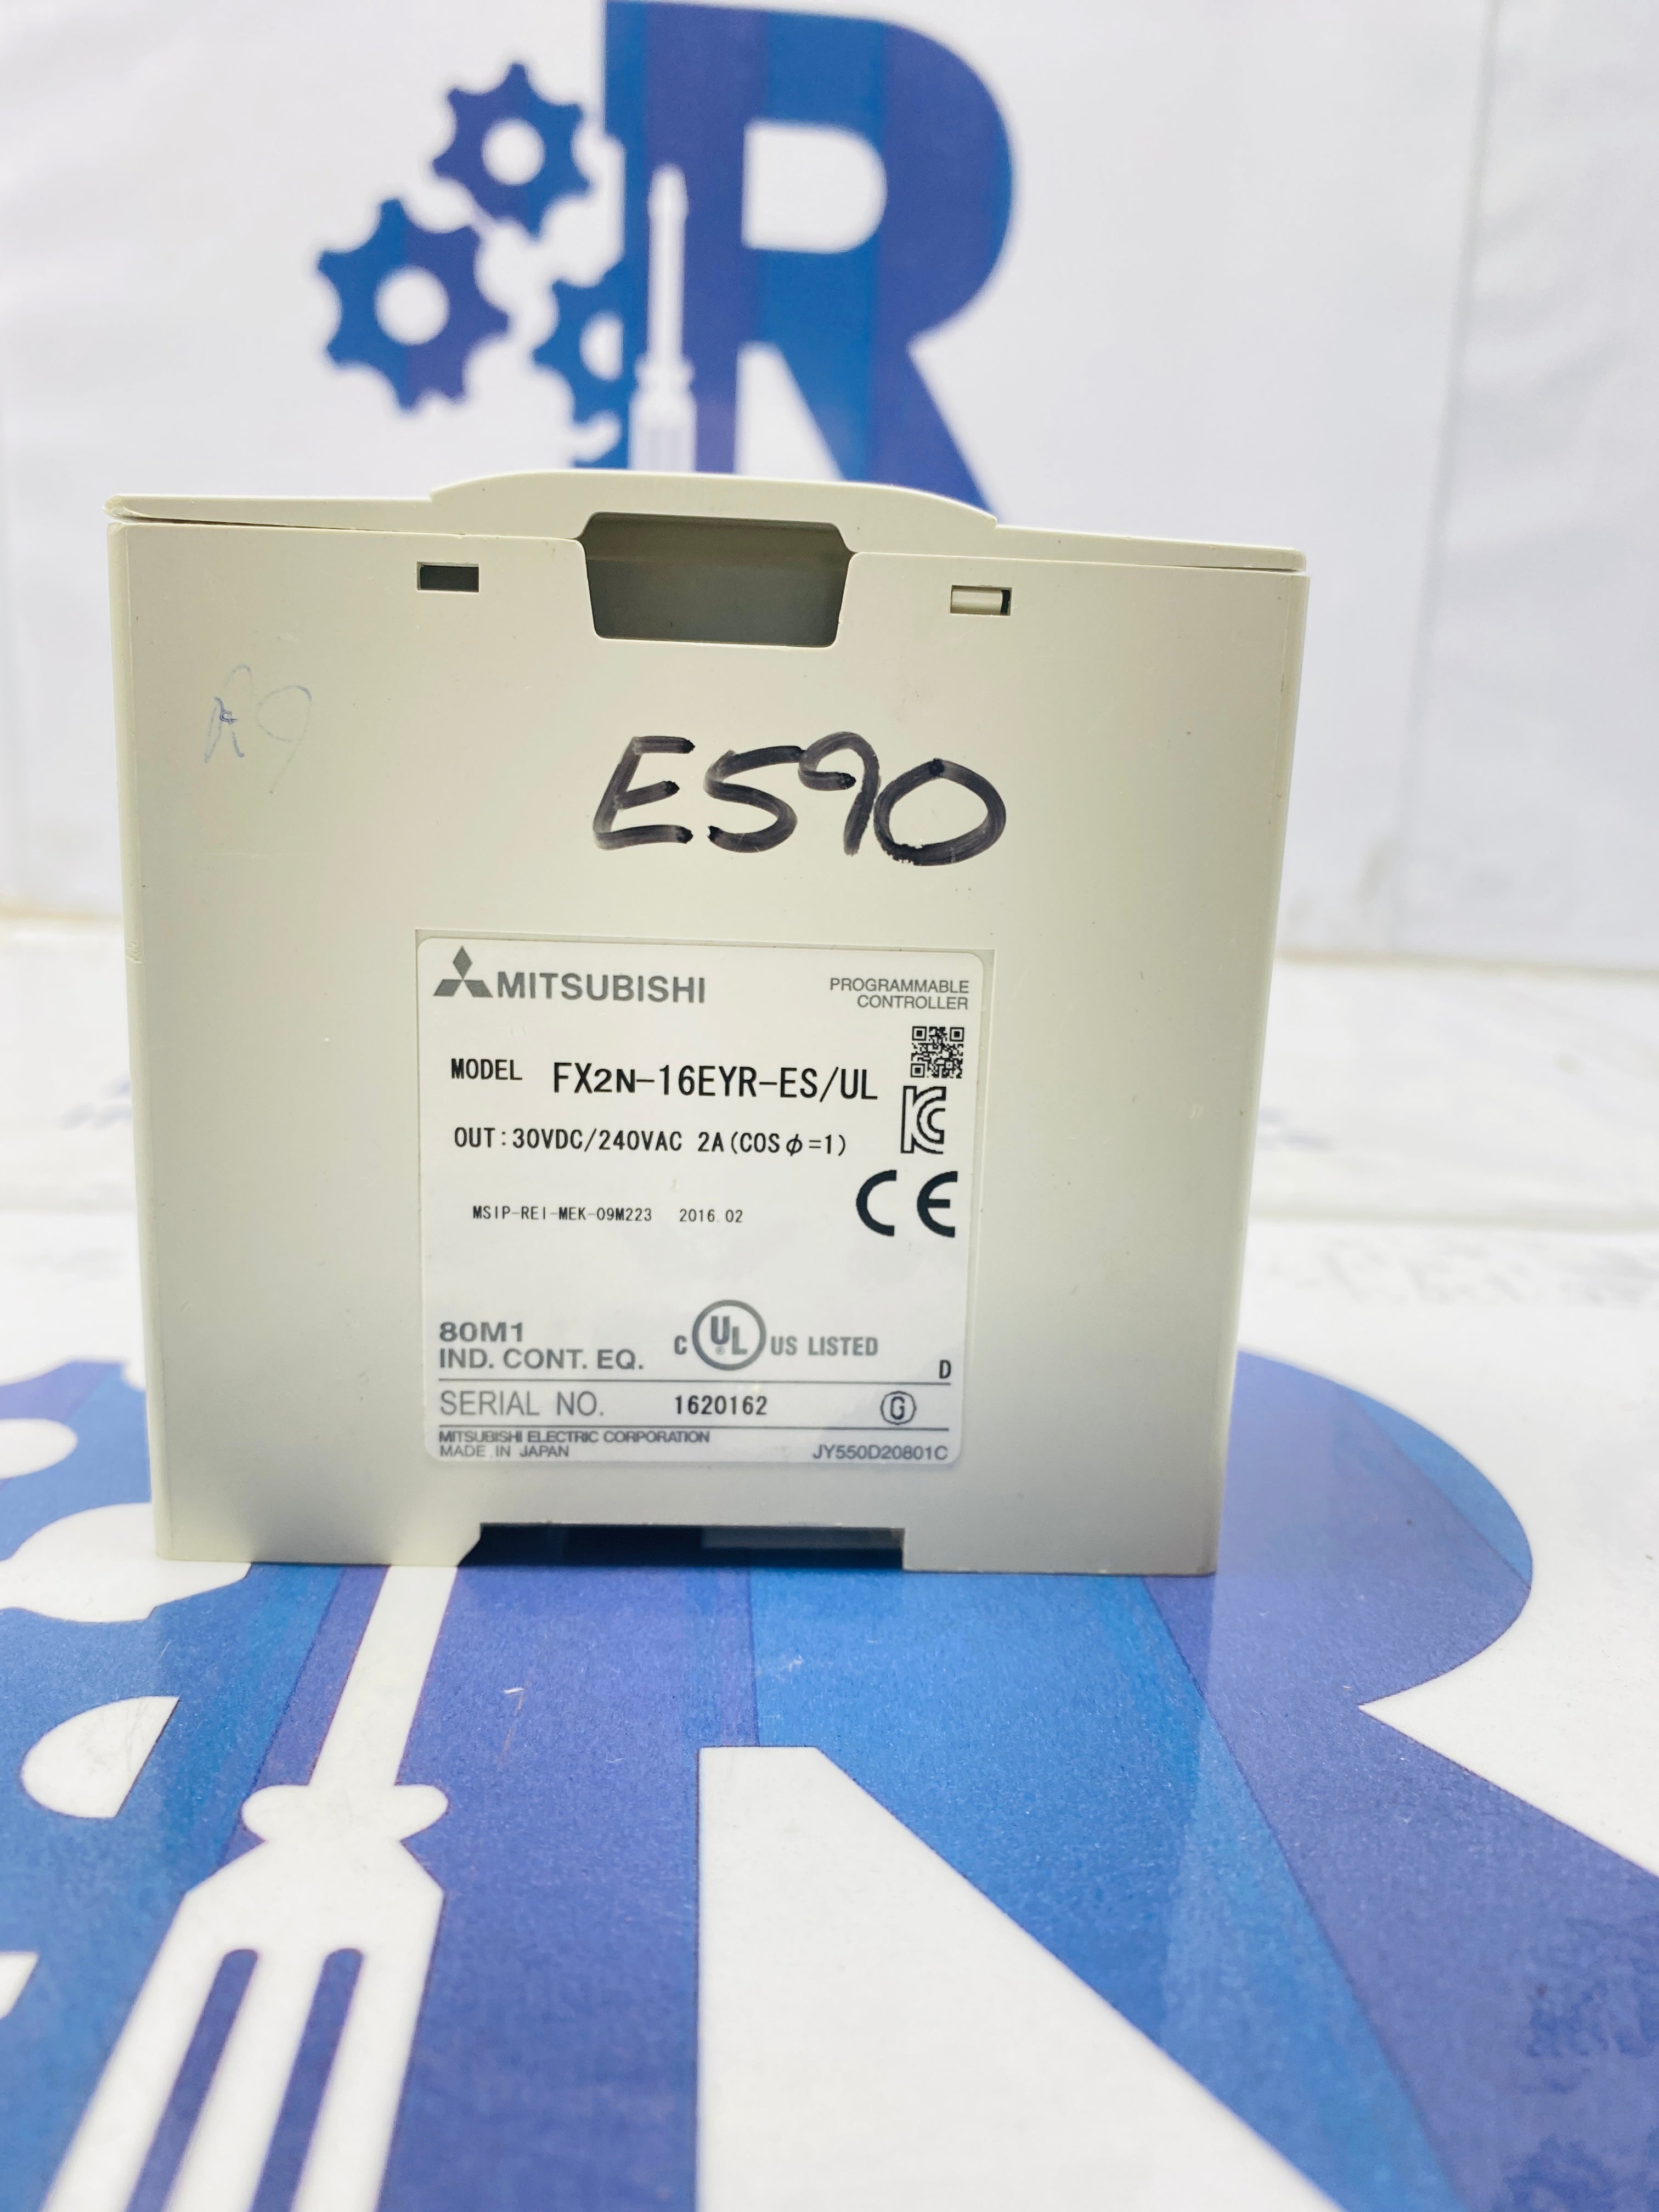 R
A9
E590
MITSUBISHI
PROGRAMMABLE
CONTROLLER
MODEL FX2N-16EYR-ES/UL
OUT:30VDC/240VAC 2A(COSφ=1)
MSIP-REI-MEK-09M223 2016.02
CE
80M1
IND. CONT. EQ.
C UL® US LISTED
D
SERIAL NO. 1620162 G
MITSUBISHI ELECTRIC CORPORATION
MADE IN JAPAN JY550D20801C